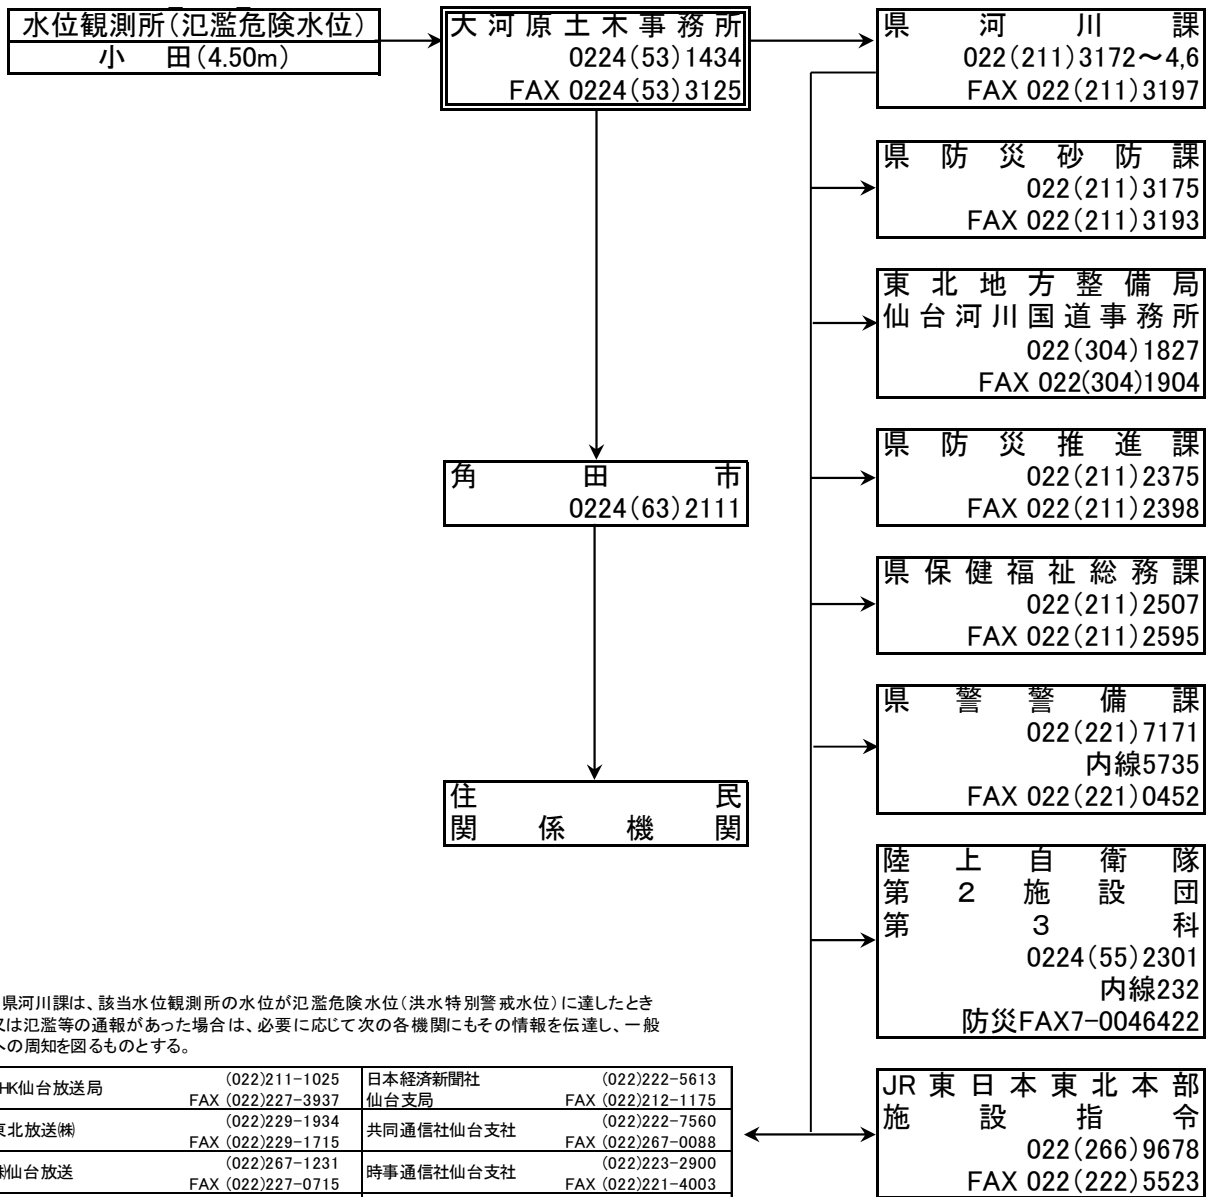 水位観測所(氾濫危険水位)
小 田(4.50m)
大河原土木事務所
0224(53)1434
FAX 0224(53)3125
県河川課
022(211)3172～4,6
FAX 022(211)3197
県防災砂防課
022(211)3175
FAX 022(211)3193
東北地方整備局
仙台河川国道事務所
022(304)1827
FAX 022(304)1904
角田市
0224(63)2111
県防災推進課
022(211)2375
FAX 022(211)2398
県保健福祉総務課
022(211)2507
FAX 022(211)2595
県警警備課
022(221)7171
内線5735
FAX 022(221)0452
住民
関係機関
陸上自衛隊
第２施設団
第３科
0224(55)2301
内線232
防災FAX7-0046422
県河川課は、該当水位観測所の水位が氾濫危険水位(洪水特別警戒水位)に達したとき
又は氾濫等の通報があった場合は、必要に応じて次の各機関にもその情報を伝達し、一般
への周知を図るものとする。
HK仙台放送局 (022)211-1025
FAX (022)227-3937
日本経済新聞社 (022)222-5613
仙台支局 FAX (022)212-1175
東北放送㈱ (022)229-1934
FAX (022)229-1715
共同通信社仙台支社 (022)222-7560
FAX (022)267-0088
㈱仙台放送 (022)267-1231
FAX (022)227-0715
時事通信社仙台支社 (022)223-2900
FAX (022)221-4003
JR東日本東北本部
施設指令
022(266)9678
FAX 022(222)5523